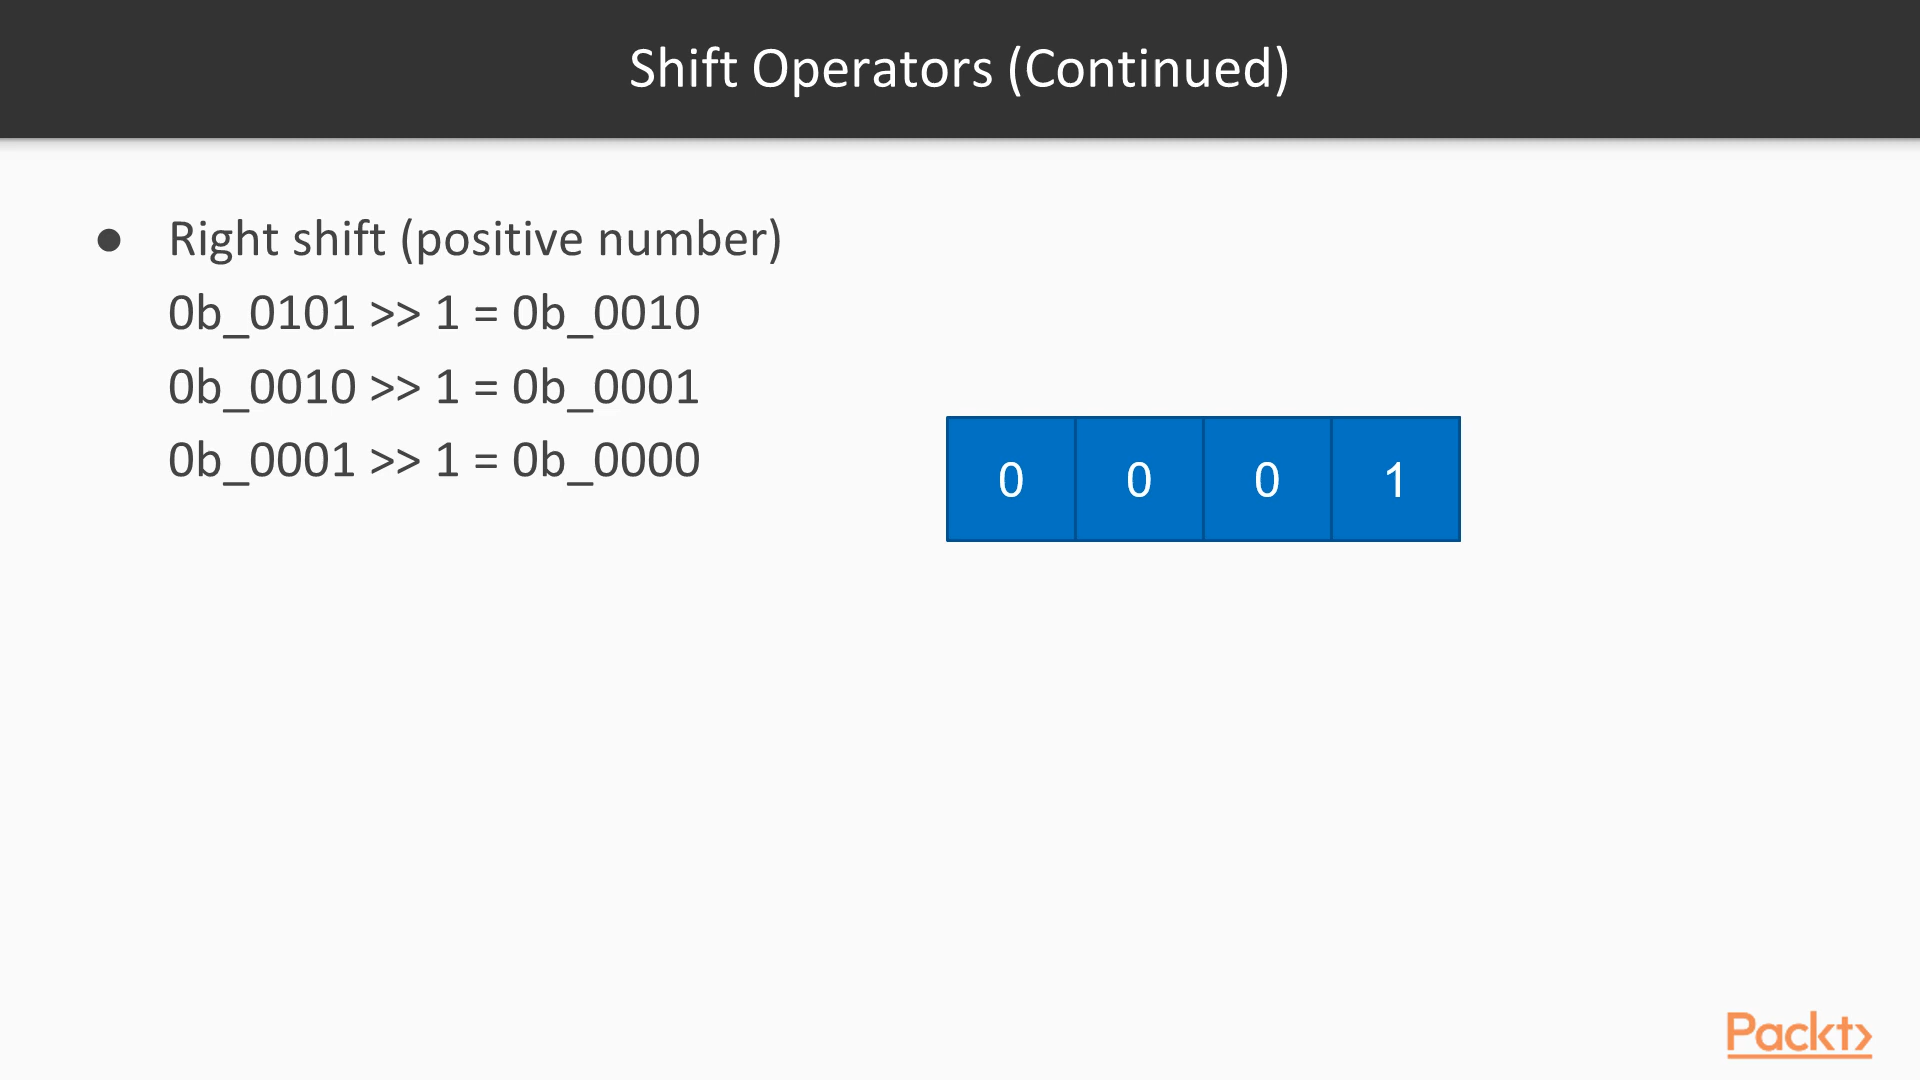 Shift Operators (Continued)
● Right shift (positive number)
0b_0101 >> 1 = 0b_0010
0b_0010 >> 1 = 0b_0001
0b_0001 >> 1 = 0b_0000
0 0 0 1
Packt>